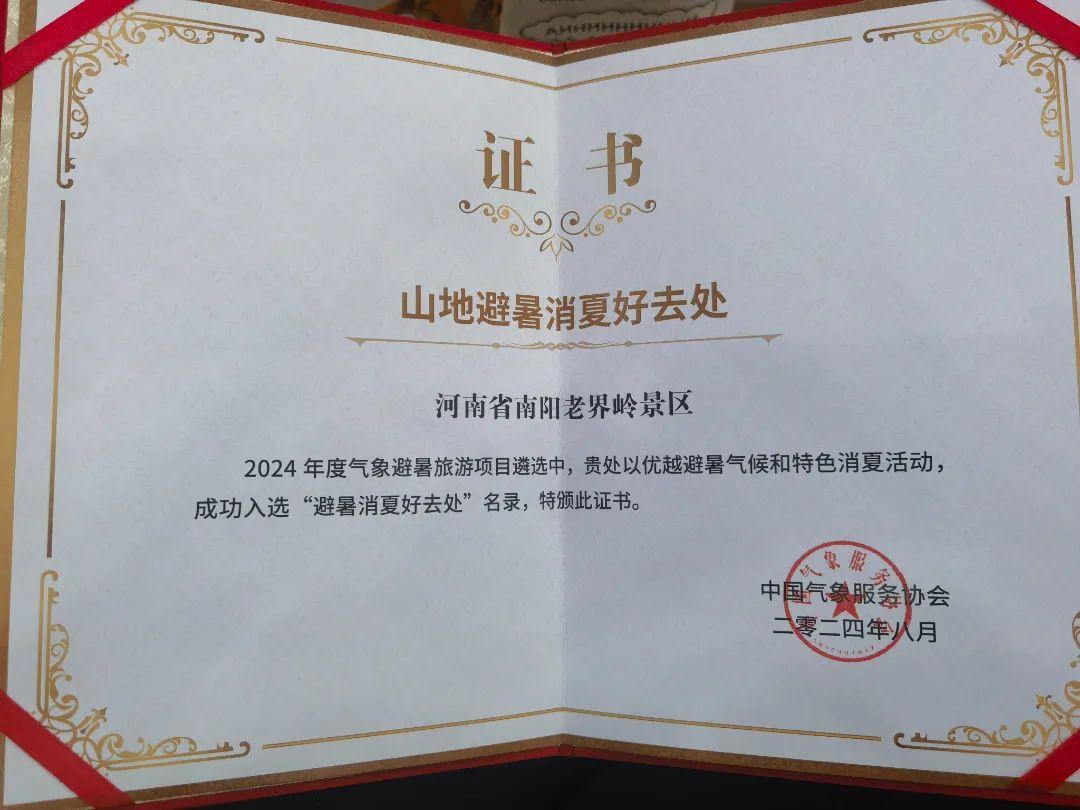 证书
山地避暑消夏好去处
河南省南阳老界岭景区
2024 年度气象避暑旅游项目遴选中，贵处以优越避暑气候和特色消夏活动，
成功入选“避暑消夏好去处”名录，特颁此证书。
中国气象服务协会
二零二四年八月